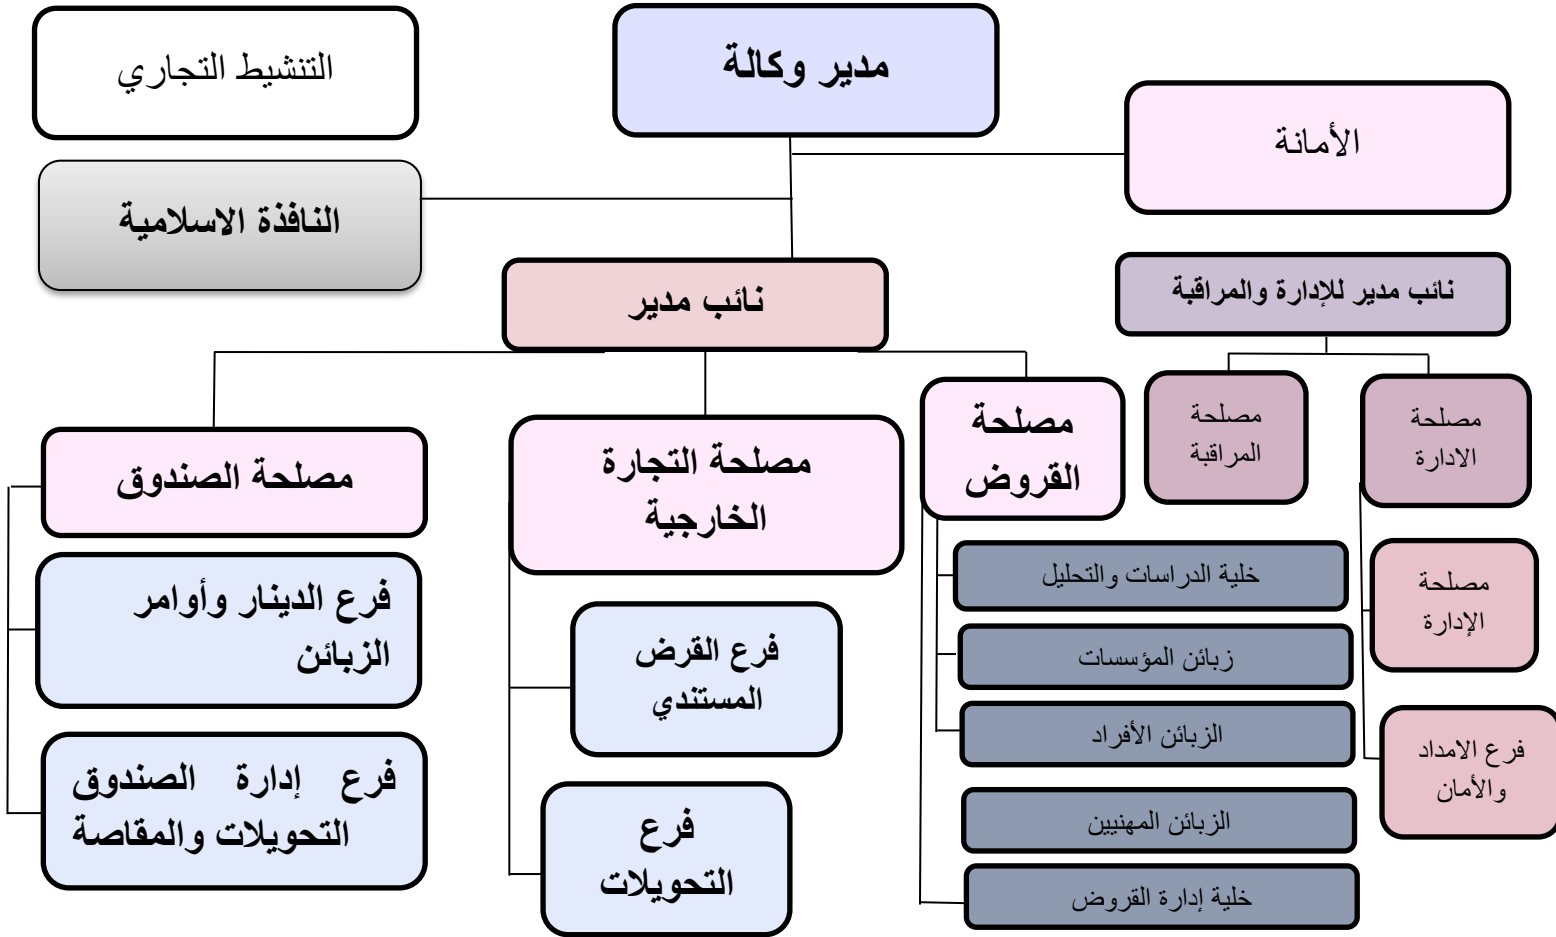 مدير وكالة
التنشيط التجاري
الأمانة
النافذة الاسلامية
نائب مدير للإدارة والمراقبة
نائب مدير
مصلحة
الادارة
مصلحة
المراقبة
مصلحة
القروض
مصلحة التجارة
الخارجية
مصلحة الصندوق
خلية الدراسات والتحليل
زبائن المؤسسات
الزبائن الأفراد
الزبائن المهنيين
خلية إدارة القروض
مصلحة
الإدارة
فرع الامداد
والأمان
فرع القرض
المستندي
فرع
التحويلات
فرع الدينار وأوامر
الزبائن
فرع إدارة الصندوق
التحويلات والمقاصة